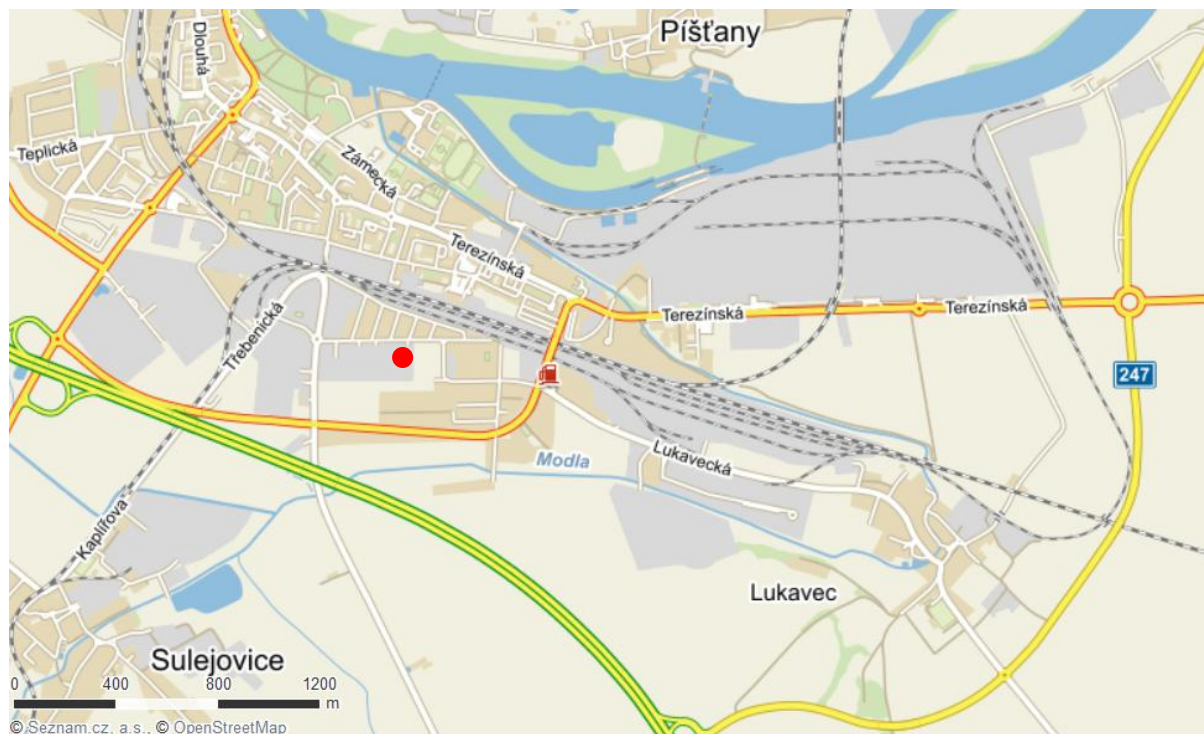 Píšťany
Dlouhá
Teplická
Zámecká
Terezínská
Terezínská
Terezínská
Třebenická
247
Modla
Lukavecká
Kaplířova
Lukavec
Sulejovice
0 400 800 1200
m
© Seznam.cz, a.s., © OpenStreetMap